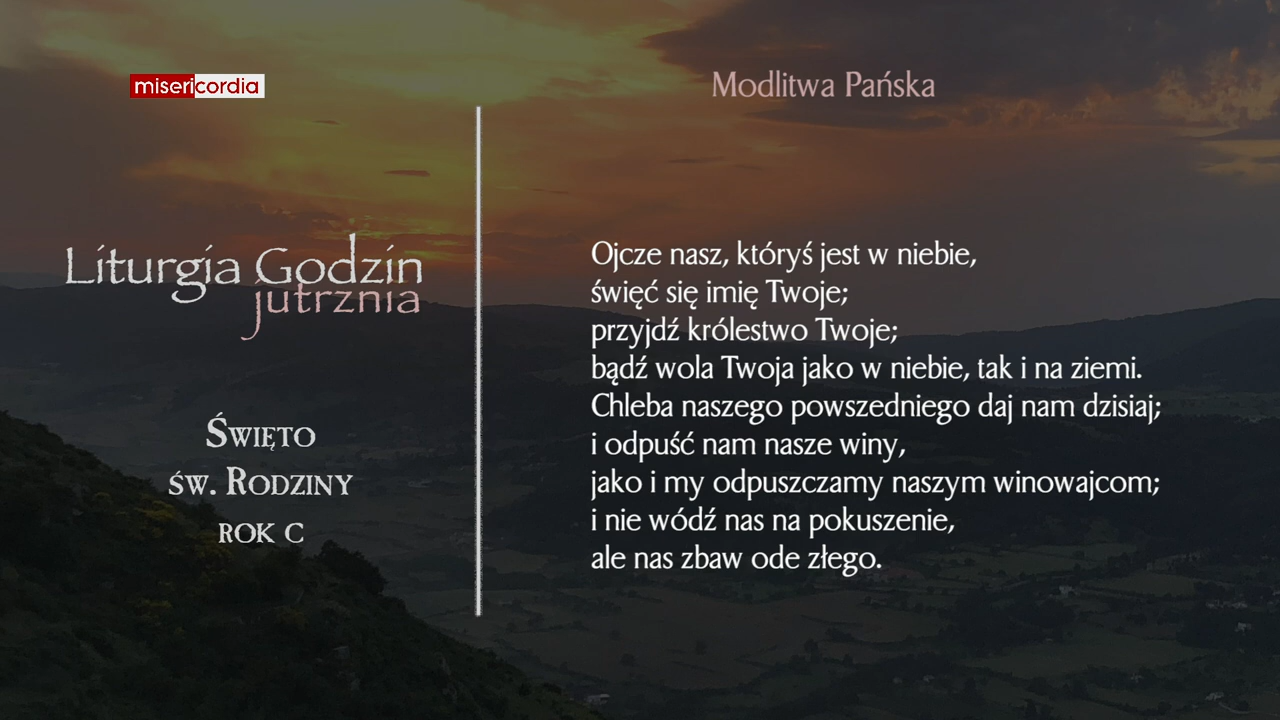 misericordia
Liturgia Godzin
jutrznia
Święto
św. Rodziny
rok C
Modlitwa Pańska
Ojcze nasz, któryś jest w niebie,
święć się imię Twoje;
przyjdź królestwo Twoje;
bądź wola Twoja jako w niebie, tak i na ziemi.
Chleba naszego powszedniego daj nam dzisiaj;
i odpuść nam nasze winy,
jako i my odpuszczamy naszym winowajcom;
i nie wódź nas na pokuszenie,
ale nas zbaw ode złego.